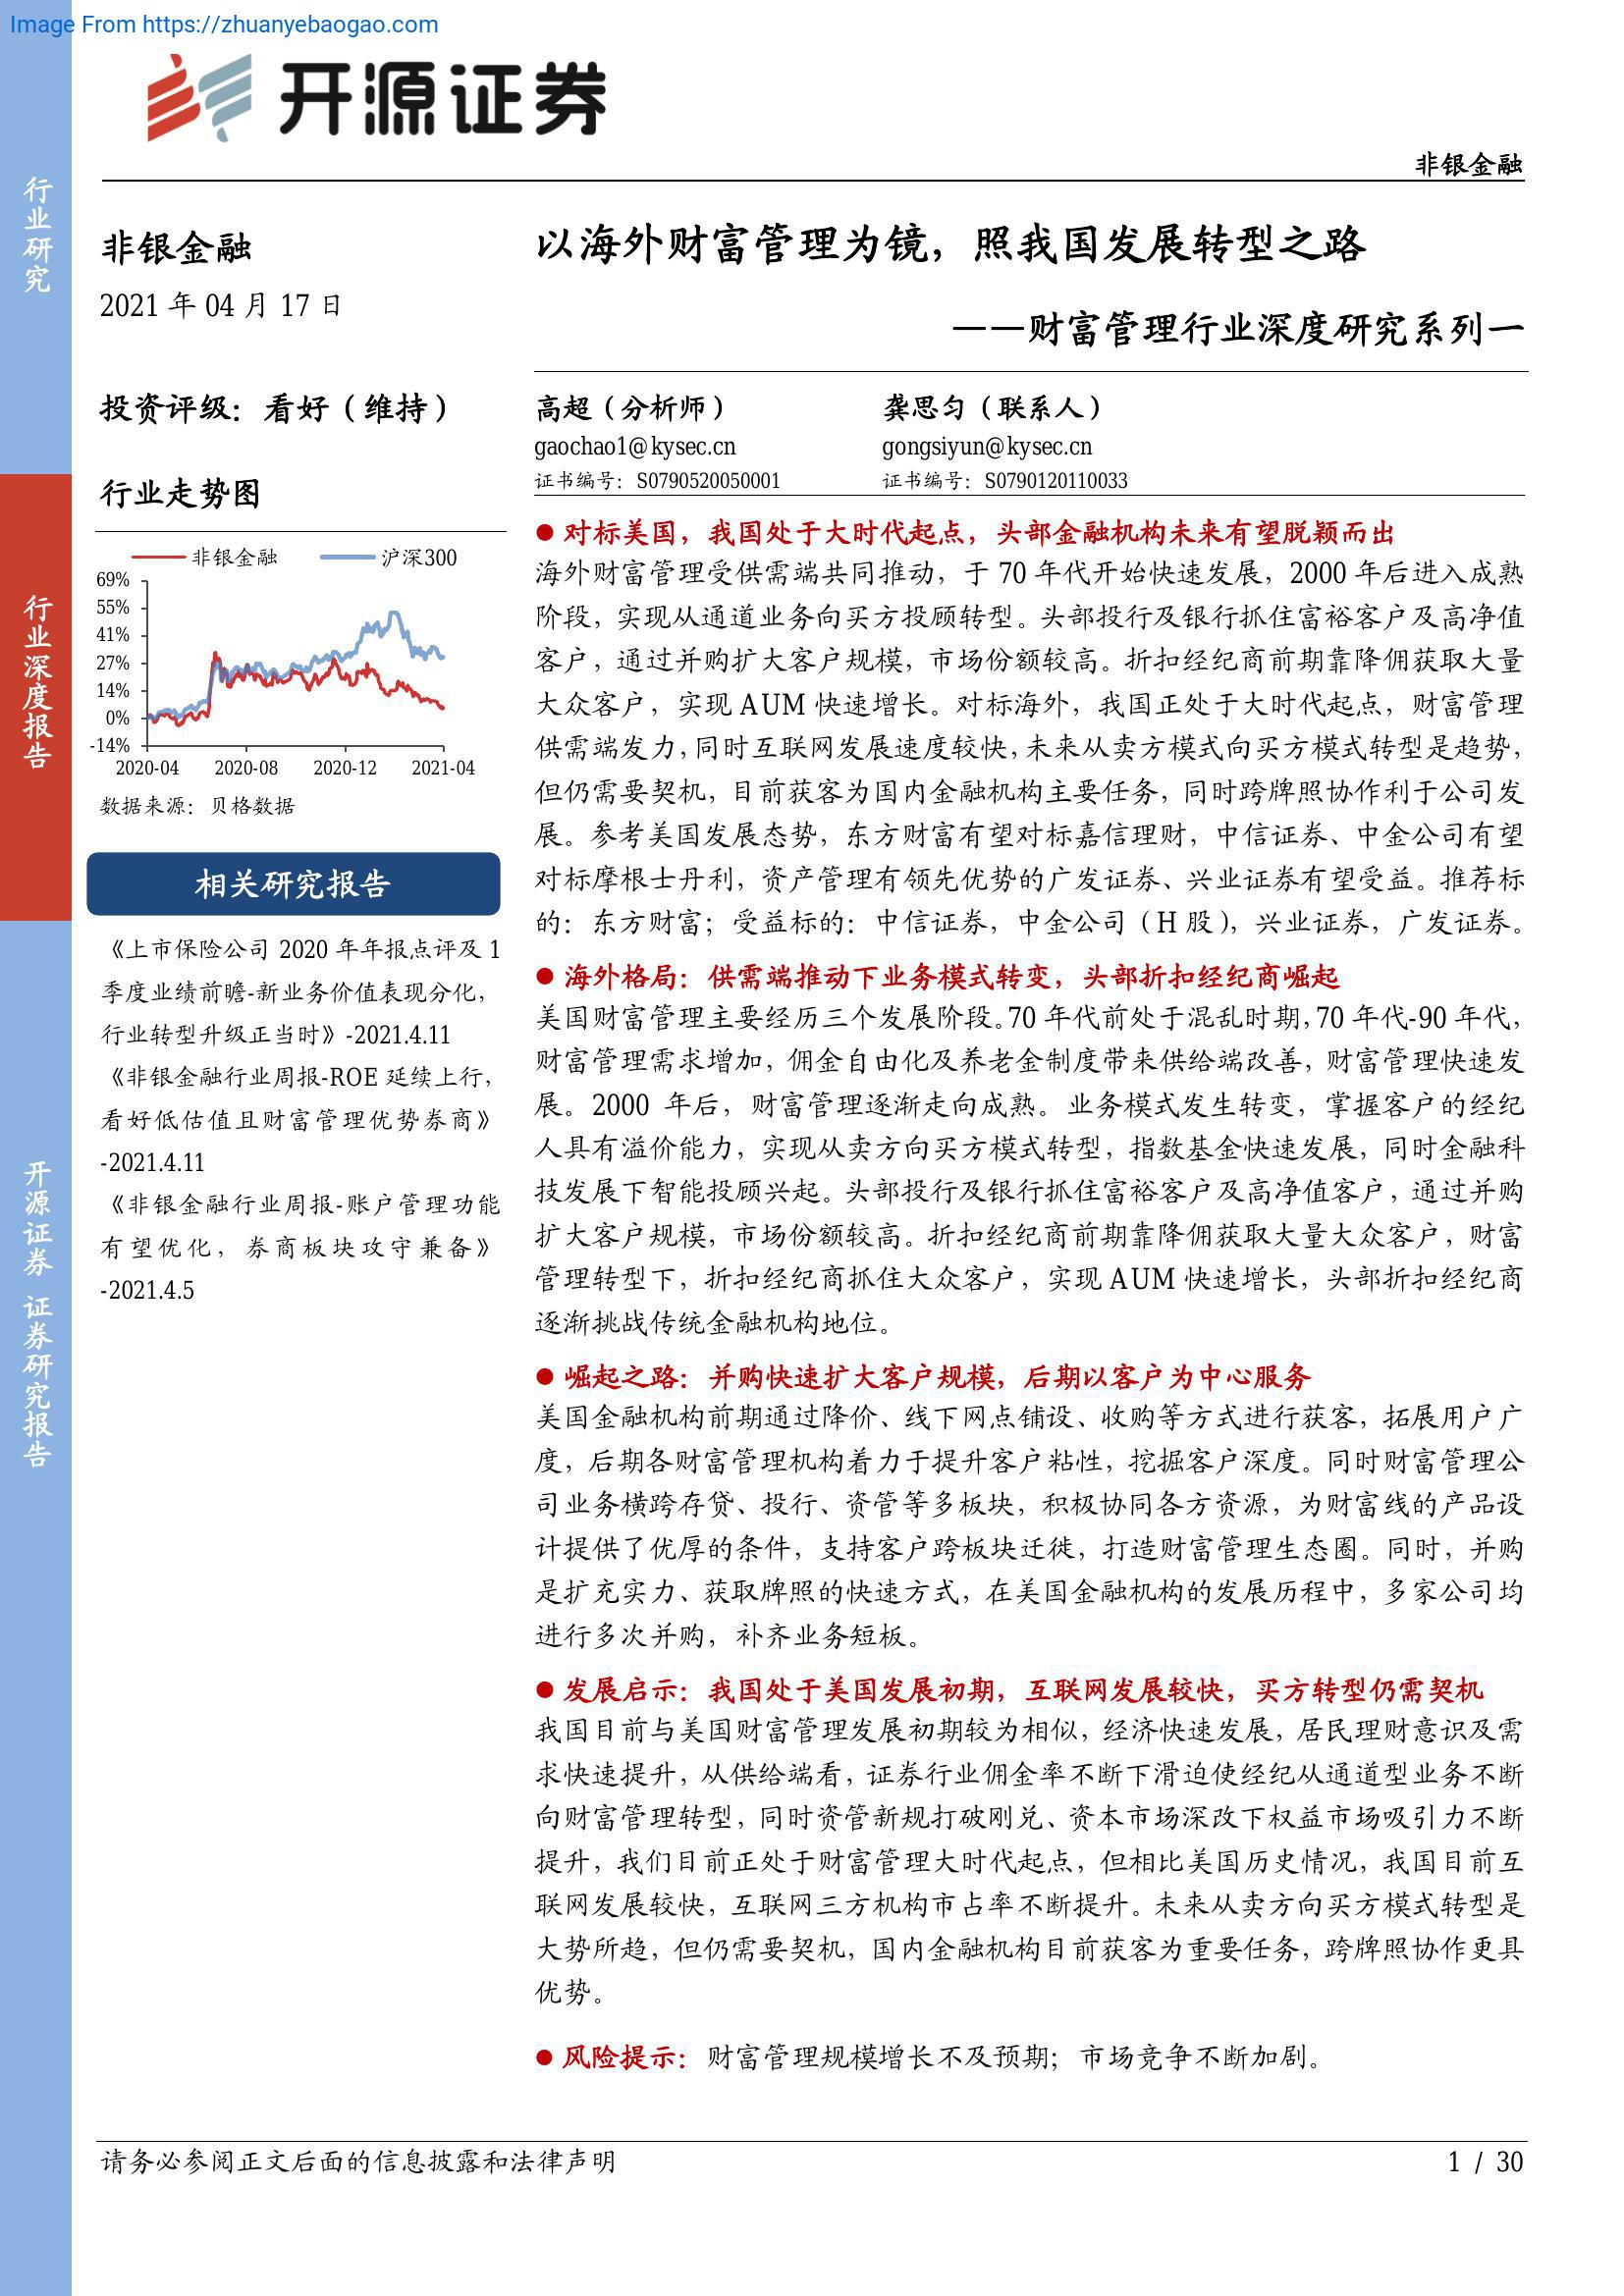 Image From https://zhuanyebaogao.com
开源证券
非银金融
行业研究
行业深度报告
开源证券 证券研究报告
非银金融
2021 年 04 月 17 日
投资评级：看好（维持）
行业走势图
非银金融 沪深300
69%
55%
41%
27%
14%
0%
-14%
2020-04 2020-08 2020-12 2021-04
数据来源：贝格数据
相关研究报告
《上市保险公司 2020 年年报点评及 1
季度业绩前瞻-新业务价值表现分化，
行业转型升级正当时》-2021.4.11
《非银金融行业周报-ROE 延续上行，
看好低估值且财富管理优势券商》
-2021.4.11
《非银金融行业周报-账户管理功能
有望优化，券商板块攻守兼备》
-2021.4.5
以海外财富管理为镜，照我国发展转型之路
——财富管理行业深度研究系列一
高超（分析师） 龚思匀（联系人）
gaochao1@kysec.cn gongsiyun@kysec.cn
证书编号：S0790520050001 证书编号：S0790120110033
● 对标美国，我国处于大时代起点，头部金融机构未来有望脱颖而出
海外财富管理受供需端共同推动，于 70 年代开始快速发展，2000 年后进入成熟
阶段，实现从通道业务向买方投顾转型。头部投行及银行抓住富裕客户及高净值
客户，通过并购扩大客户规模，市场份额较高。折扣经纪商前期靠降佣获取大量
大众客户，实现 AUM 快速增长。对标海外，我国正处于大时代起点，财富管理
供需端发力，同时互联网发展速度较快，未来从卖方模式向买方模式转型是趋势，
但仍需要契机，目前获客为国内金融机构主要任务，同时跨牌照协作利于公司发
展。参考美国发展态势，东方财富有望对标嘉信理财，中信证券、中金公司有望
对标摩根士丹利，资产管理有领先优势的广发证券、兴业证券有望受益。推荐标
的：东方财富；受益标的：中信证券，中金公司（H 股），兴业证券，广发证券。
● 海外格局：供需端推动下业务模式转变，头部折扣经纪商崛起
美国财富管理主要经历三个发展阶段。70 年代前处于混乱时期，70 年代-90 年代，
财富管理需求增加，佣金自由化及养老金制度带来供给端改善，财富管理快速发
展。2000 年后，财富管理逐渐走向成熟。业务模式发生转变，掌握客户的经纪
人具有溢价能力，实现从卖方向买方模式转型，指数基金快速发展，同时金融科
技发展下智能投顾兴起。头部投行及银行抓住富裕客户及高净值客户，通过并购
扩大客户规模，市场份额较高。折扣经纪商前期靠降佣获取大量大众客户，财富
管理转型下，折扣经纪商抓住大众客户，实现 AUM 快速增长，头部折扣经纪商
逐渐挑战传统金融机构地位。
● 崛起之路：并购快速扩大客户规模，后期以客户为中心服务
美国金融机构前期通过降价、线下网点铺设、收购等方式进行获客，拓展用户广
度，后期各财富管理机构着力于提升客户粘性，挖掘客户深度。同时财富管理公
司业务横跨存贷、投行、资管等多板块，积极协同各方资源，为财富线的产品设
计提供了优厚的条件，支持客户跨板块迁徙，打造财富管理生态圈。同时，并购
是扩充实力、获取牌照的快速方式，在美国金融机构的发展历程中，多家公司均
进行多次并购，补齐业务短板。
● 发展启示：我国处于美国发展初期，互联网发展较快，买方转型仍需契机
我国目前与美国财富管理发展初期较为相似，经济快速发展，居民理财意识及需
求快速提升，从供给端看，证券行业佣金率不断下滑迫使经纪从通道型业务不断
向财富管理转型，同时资管新规打破刚兑、资本市场深改下权益市场吸引力不断
提升，我们目前正处于财富管理大时代起点，但相比美国历史情况，我国目前互
联网发展较快，互联网三方机构市占率不断提升。未来从卖方向买方模式转型是
大势所趋，但仍需要契机，国内金融机构目前获客为重要任务，跨牌照协作更具
优势。
● 风险提示：财富管理规模增长不及预期；市场竞争不断加剧。
请务必参阅正文后面的信息披露和法律声明 1 / 30